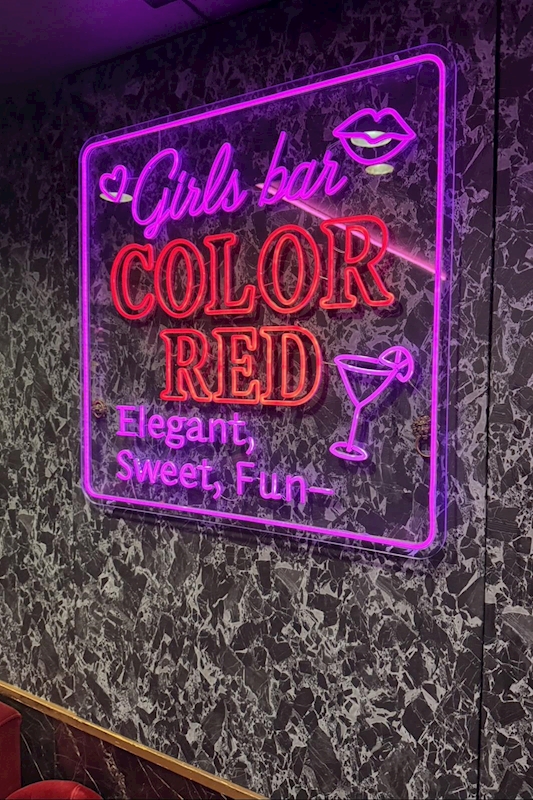 Girls bar
COLOR
RED
Elegant,
Sweet, Fun—